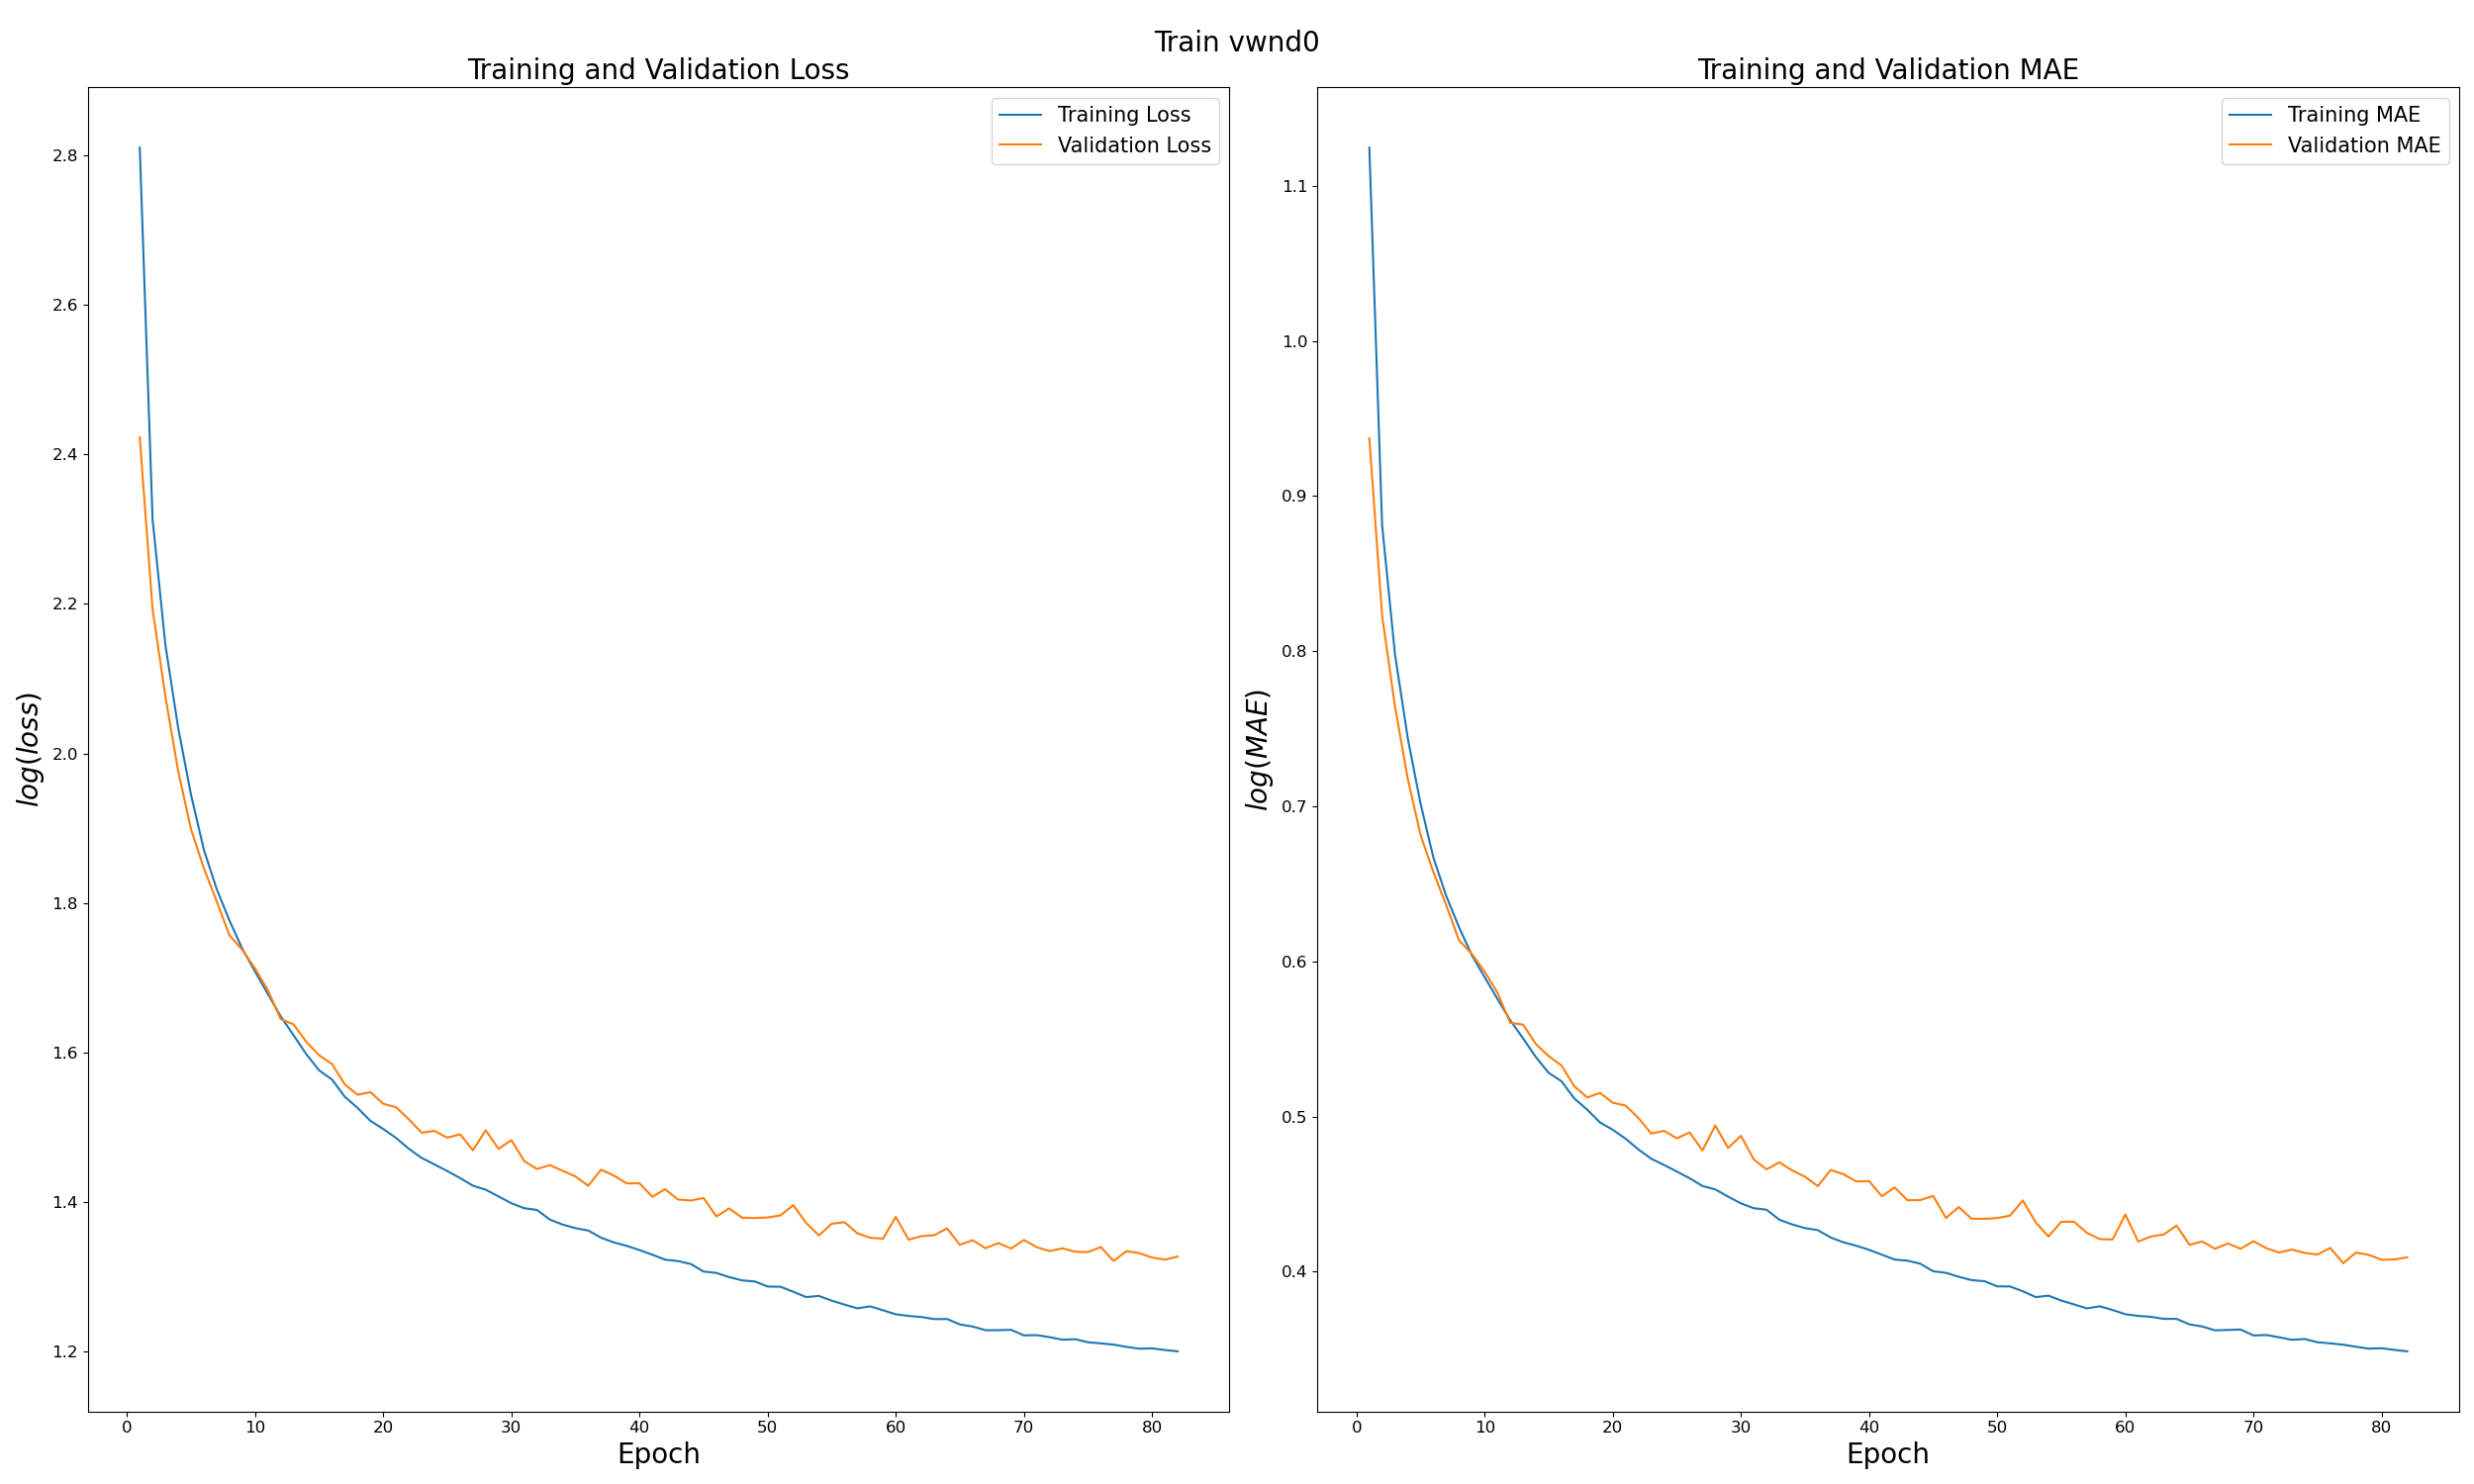 Train vwnd0
Training and Validation Loss
Training Loss
Validation Loss
2.8
2.6
2.4
2.2
2.0
1.8
1.6
1.4
1.2
log(loss)
0 10 20 30 40 50 60 70 80
Epoch
Training and Validation MAE
Training MAE
Validation MAE
1.1
1.0
0.9
0.8
0.7
0.6
0.5
0.4
log(MAE)
0 10 20 30 40 50 60 70 80
Epoch